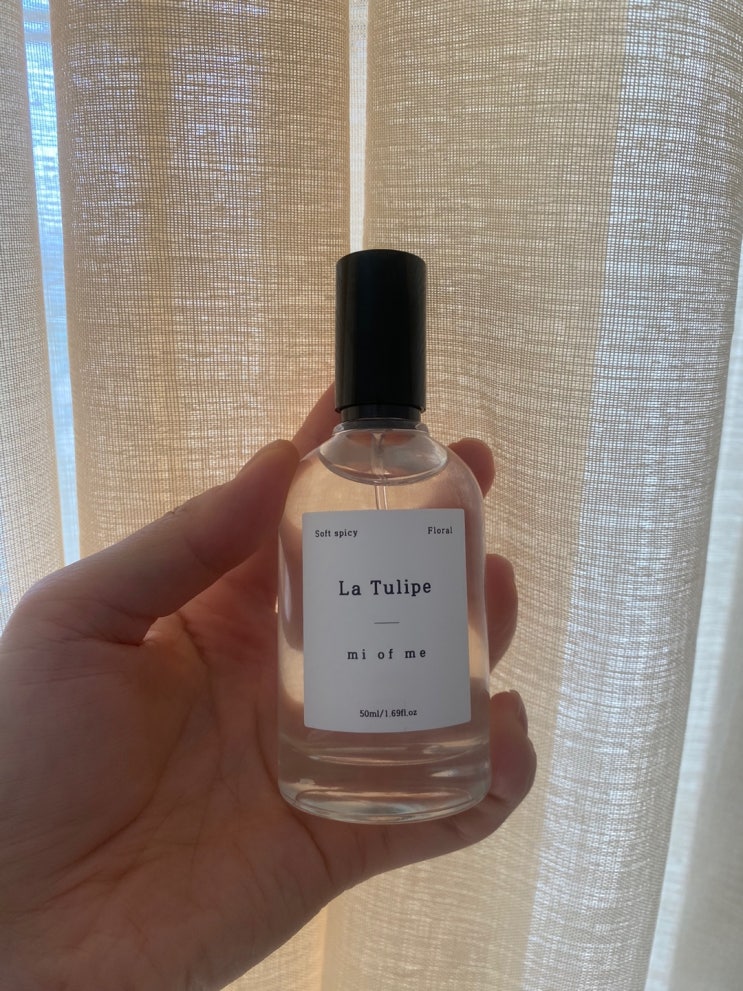 Soft spicy Floral
La Tulipe
mi of me
50ml/1.69fl.oz